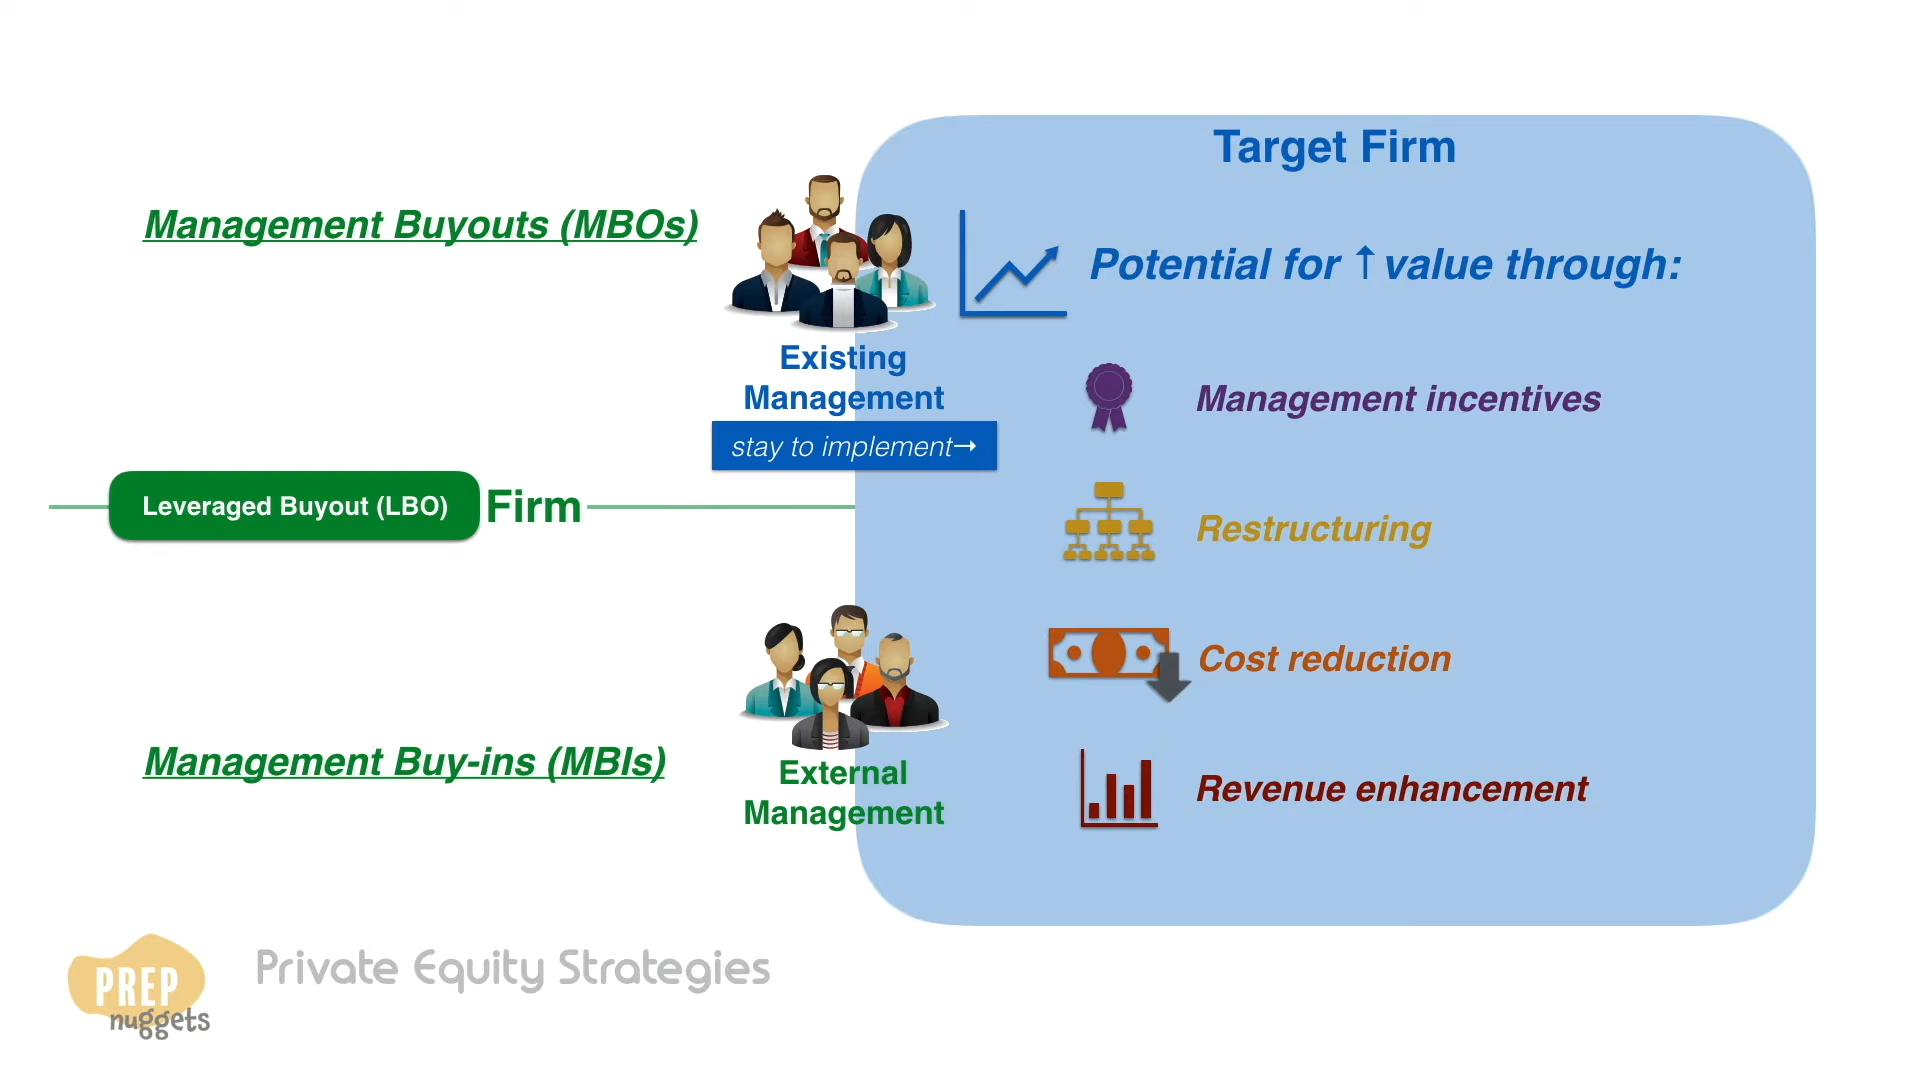 Target Firm
Management Buyouts (MBOs)
Potential for ↑ value through:
Existing
Management
stay to implement→
Management incentives
Leveraged Buyout (LBO) Firm
Restructuring
Cost reduction
Management Buy-ins (MBIs)
External
Management
Revenue enhancement
PREP
nuggets
Private Equity Strategies